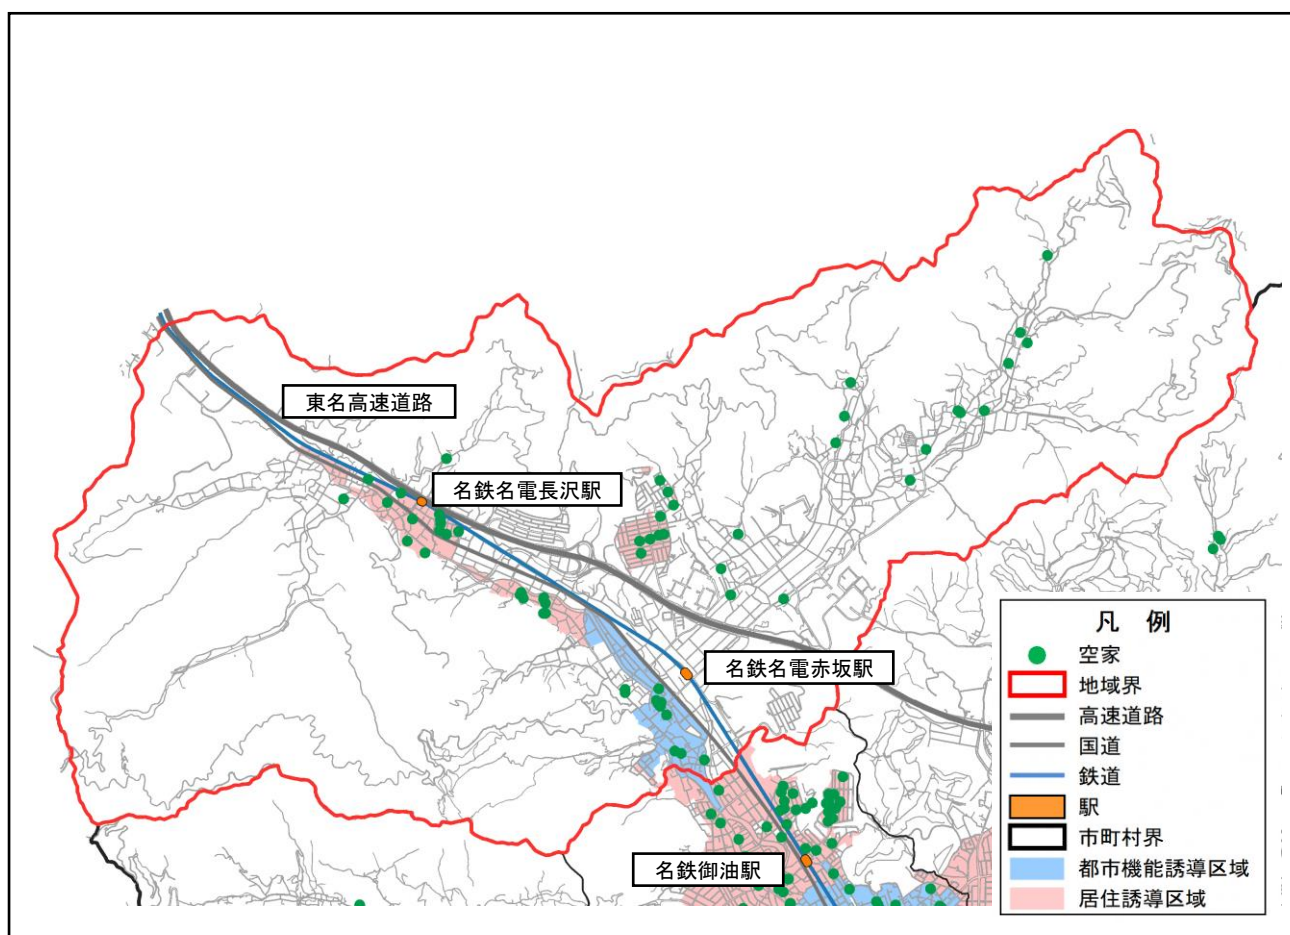 東名高速道路
名鉄名電長沢駅
名鉄名電赤坂駅
名鉄御油駅
凡 例
空家
地域界
高速道路
国道
鉄道
駅
市町村界
都市機能誘導区域
居住誘導区域